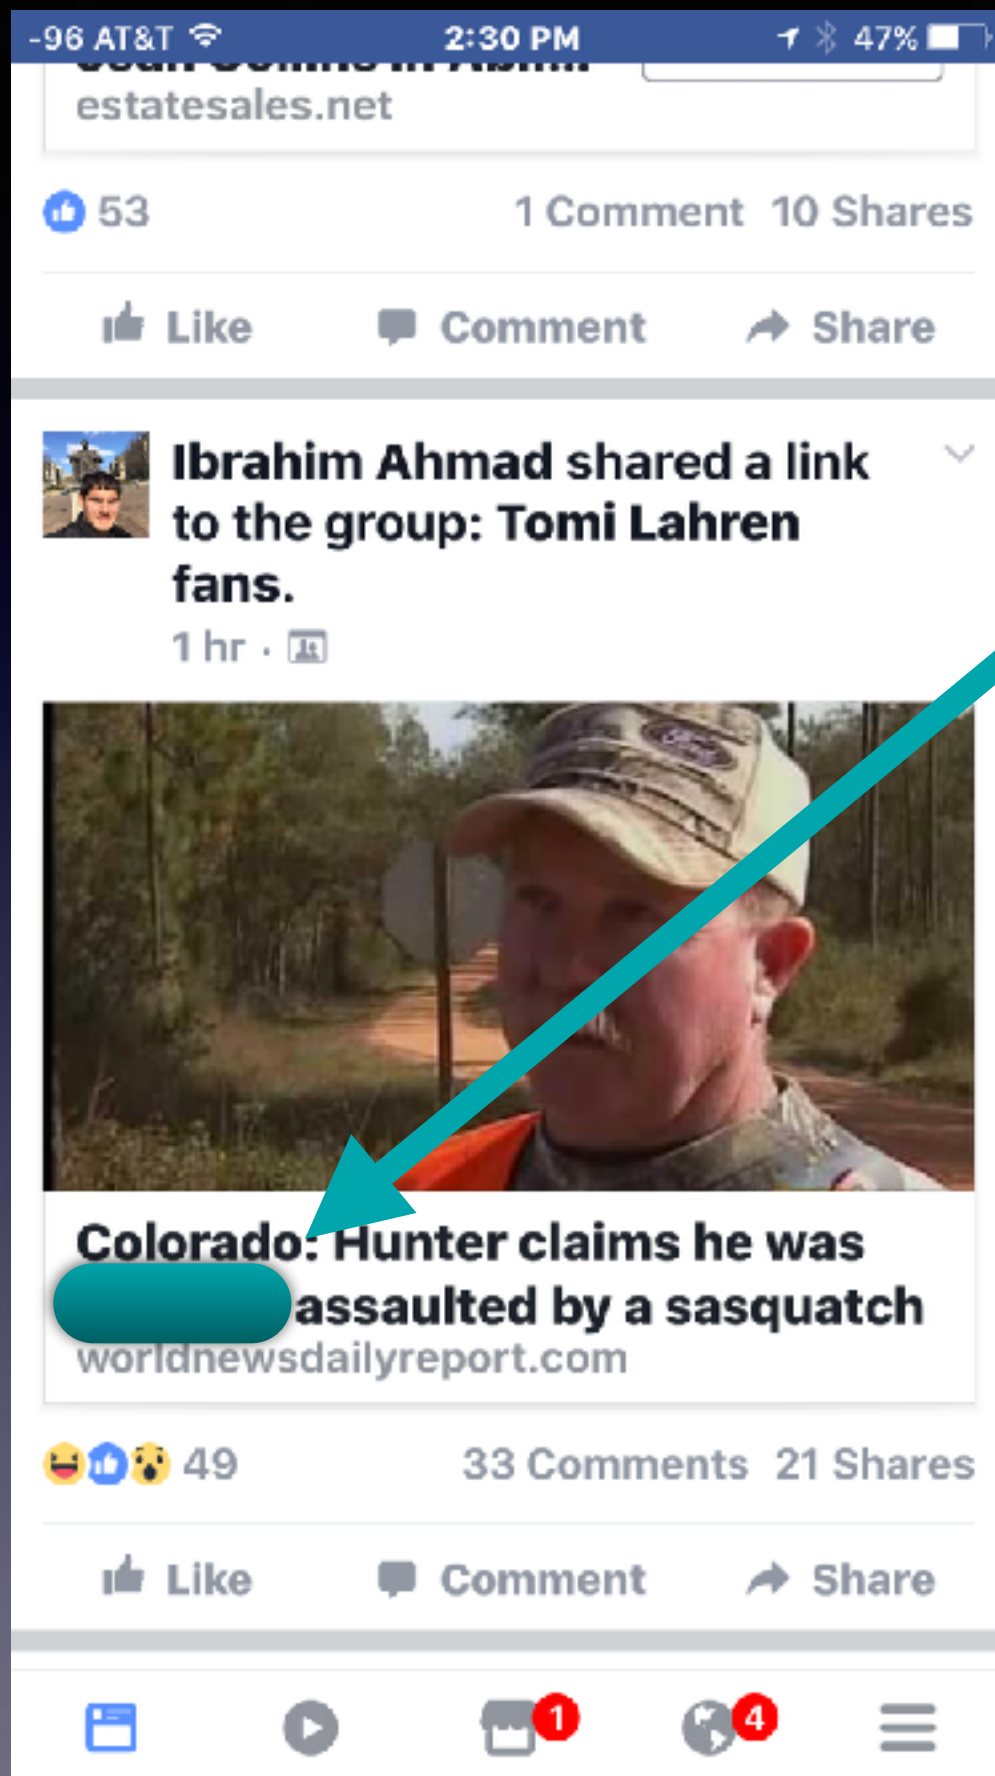 -96 AT&T 2:30 PM 47%
estatesales.net
53 1 Comment 10 Shares
Like Comment Share
Ibrahim Ahmad shared a link
to the group: Tomi Lahren
fans.
1 hr ·
Ford
Colorado: Hunter claims he was
assaulted by a sasquatch
worldnewsdailyreport.com
49 33 Comments 21 Shares
Like Comment Share
1 4